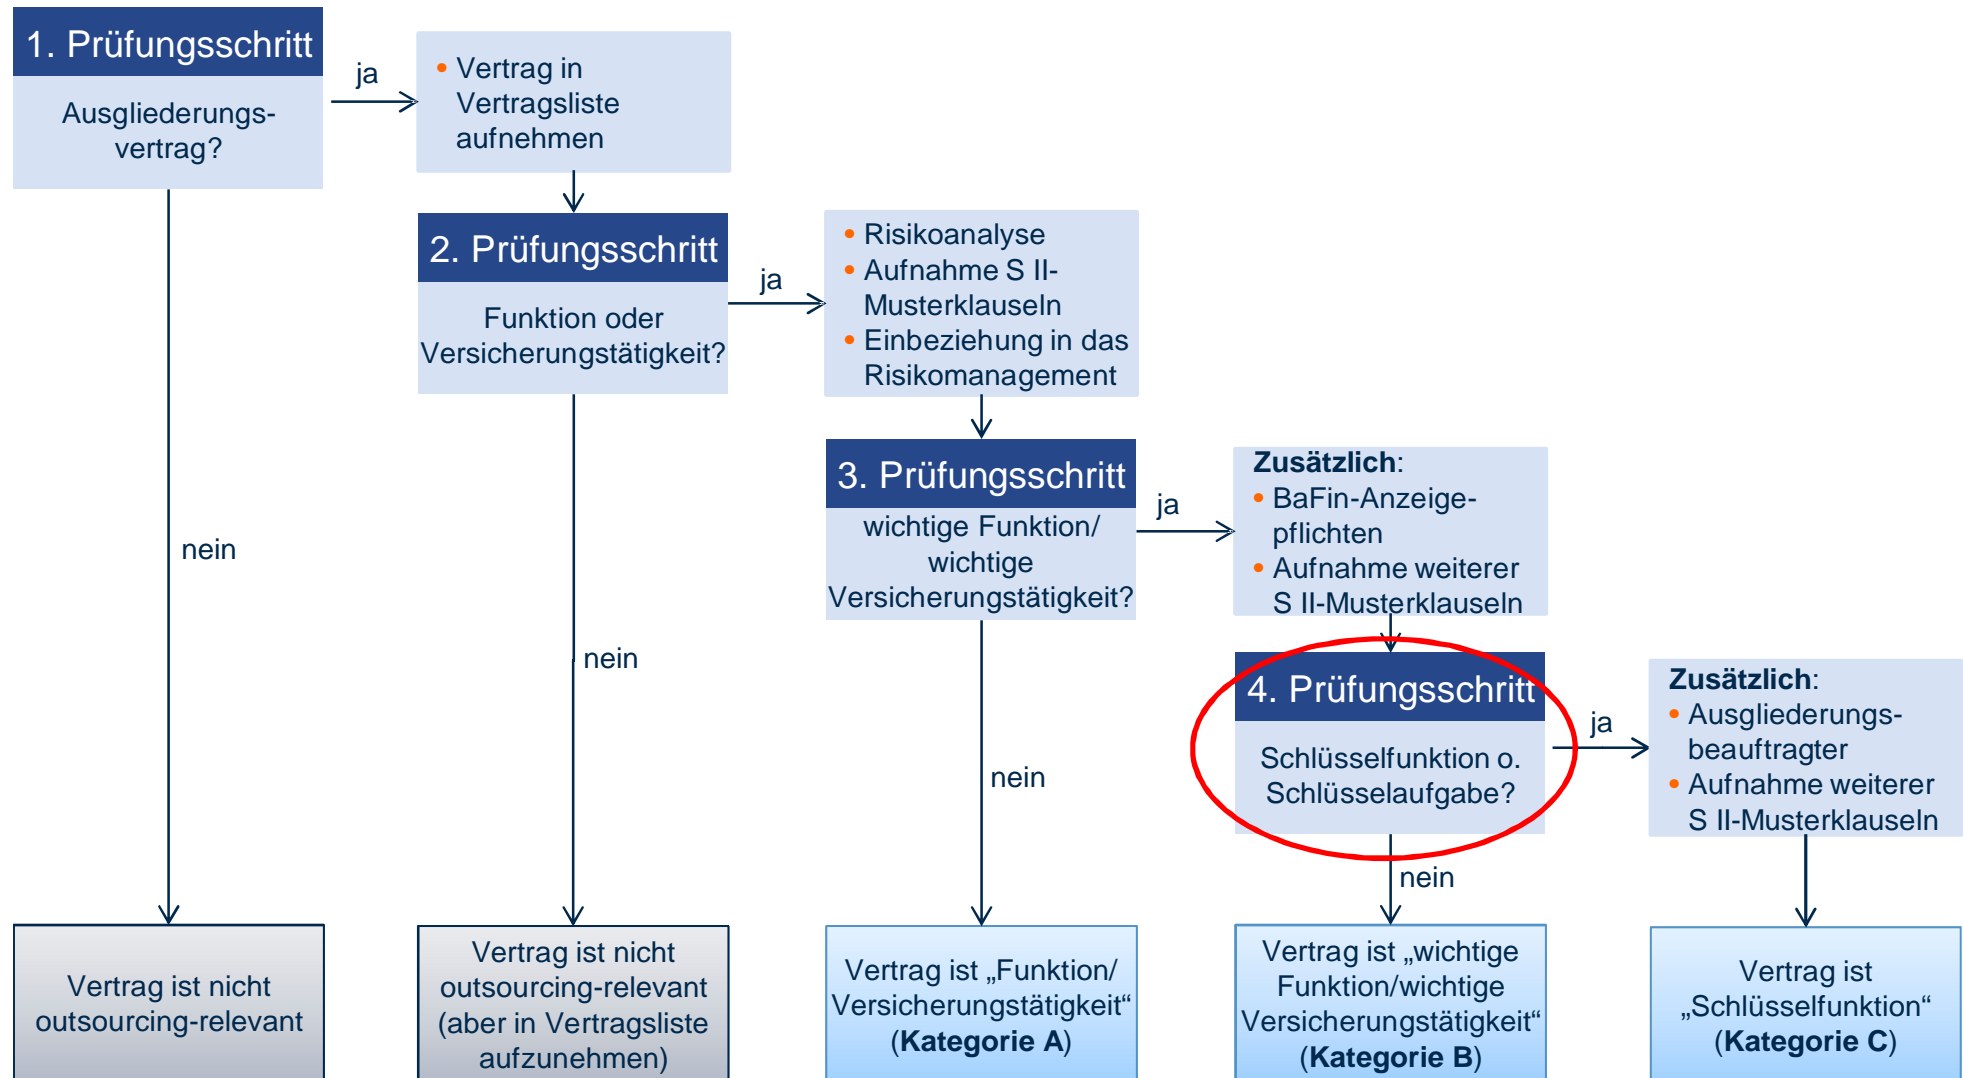 1. Prüfungsschritt
Ausgliederungs-
vertrag?
ja
• Vertrag in
Vertragsliste
aufnehmen
nein
2. Prüfungsschritt
Funktion oder
Versicherungstätigkeit?
ja
• Risikoanalyse
• Aufnahme S II-
Musterklauseln
• Einbeziehung in das
Risikomanagement
nein
3. Prüfungsschritt
wichtige Funktion/
wichtige
Versicherungstätigkeit?
ja
Zusätzlich:
• BaFin-Anzeige-
pflichten
• Aufnahme weiterer
S II-Musterklauseln
nein
4. Prüfungsschritt
Schlüsselfunktion o.
Schlüsselaufgabe?
ja
Zusätzlich:
• Ausgliederungs-
beauftragter
• Aufnahme weiterer
S II-Musterklauseln
nein
Vertrag ist nicht
outsourcing-relevant
Vertrag ist nicht
outsourcing-relevant
(aber in Vertragsliste
aufzunehmen)
Vertrag ist „Funktion/
Versicherungstätigkeit“
(Kategorie A)
Vertrag ist „wichtige
Funktion/wichtige
Versicherungstätigkeit“
(Kategorie B)
Vertrag ist
„Schlüsselfunktion“
(Kategorie C)